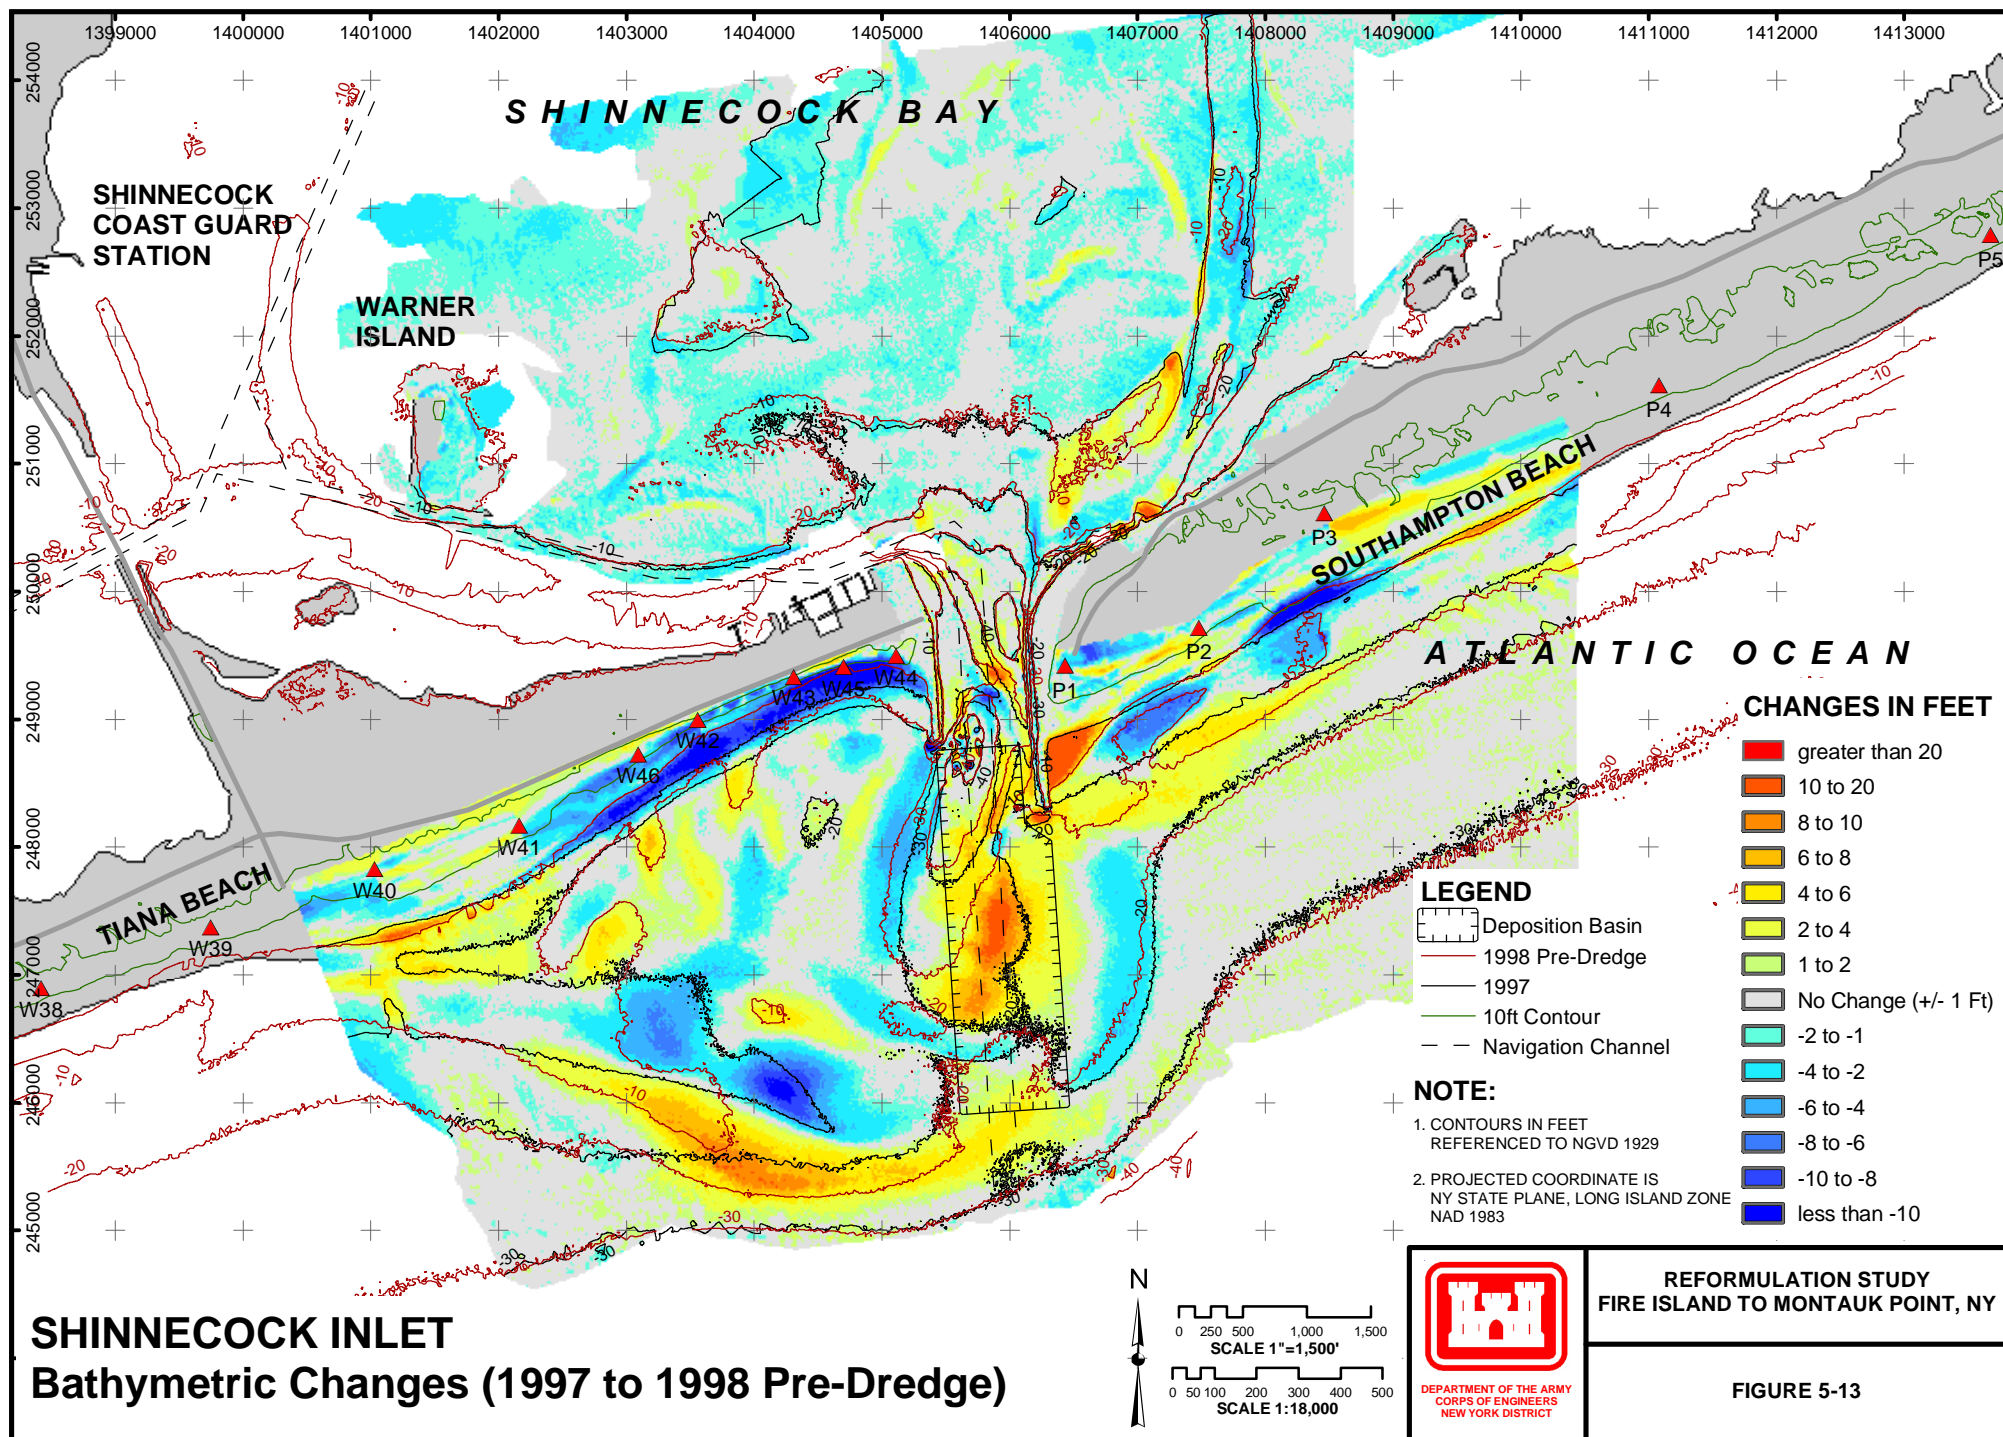 1399000 1400000 1401000 1402000 1403000 1404000 1405000 1406000 1407000 1408000 1409000 1410000 1411000 1412000 1413000
254000
253000
252000
251000
250000
249000
248000
247000
246000
245000
SHINNECOCK BAY
SHINNECOCK
COAST GUARD
STATION
WARNER
ISLAND
P5
P4
P3
P2
P1
SOUTHAMPTON BEACH
ATLANTIC OCEAN
W44
W45
W43
W42
W46
W41
W40
W39
W38
TIANA BEACH
-10
-20
-30
-40
CHANGES IN FEET
greater than 20
10 to 20
8 to 10
6 to 8
4 to 6
2 to 4
1 to 2
No Change (+/- 1 Ft)
-2 to -1
-4 to -2
-6 to -4
-8 to -6
-10 to -8
less than -10
LEGEND
Deposition Basin
1998 Pre-Dredge
1997
10ft Contour
Navigation Channel
NOTE:
1. CONTOURS IN FEET
REFERENCED TO NGVD 1929
2. PROJECTED COORDINATE IS
NY STATE PLANE, LONG ISLAND ZONE
NAD 1983
SHINNECOCK INLET
Bathymetric Changes (1997 to 1998 Pre-Dredge)
N
0 250 500 1,000 1,500
SCALE 1"=1,500'
0 50 100 200 300 400 500
SCALE 1:18,000
DEPARTMENT OF THE ARMY
CORPS OF ENGINEERS
NEW YORK DISTRICT
REFORMULATION STUDY
FIRE ISLAND TO MONTAUK POINT, NY
FIGURE 5-13